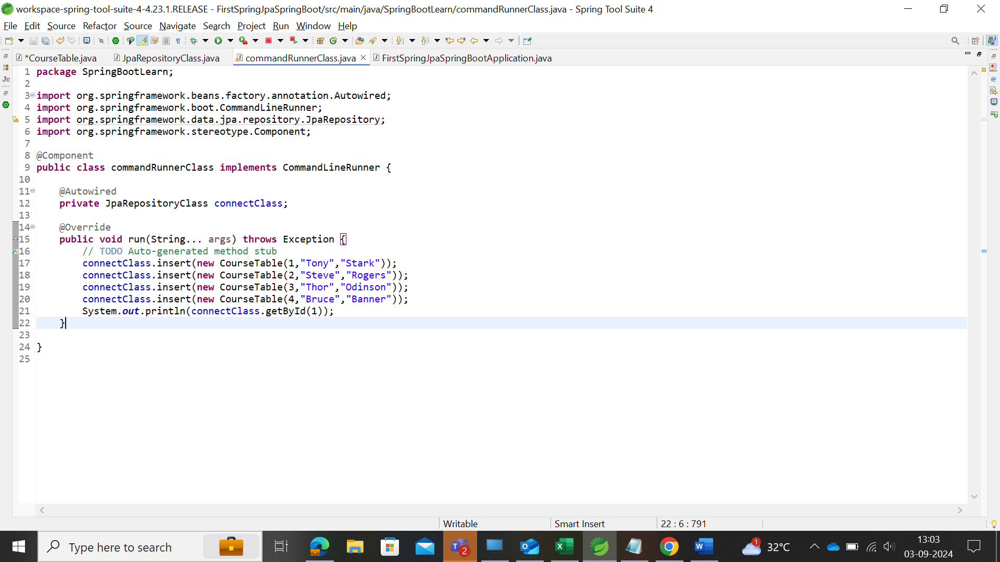 workspace-spring-tool-suite-4-4.23.1.RELEASE - FirstSpringJpaSpringBoot/src/main/java/SpringBootLearn/commandRunnerClass.java - Spring Tool Suite 4
File Edit Source Refactor Source Navigate Search Project Run Window Help
*CourseTable.java JpaRepositoryClass.java commandRunnerClass.java FirstSpringJpaSpringBootApplication.java
1 package SpringBootLearn;
2
3 import org.springframework.beans.factory.annotation.Autowired;
4 import org.springframework.boot.CommandLineRunner;
5 import org.springframework.data.jpa.repository.JpaRepository;
6 import org.springframework.stereotype.Component;
7
8 @Component
9 public class commandRunnerClass implements CommandLineRunner {
10
11 @Autowired
12 private JpaRepositoryClass connectClass;
13
14 @Override
15 public void run(String... args) throws Exception {
16 // TODO Auto-generated method stub
17 connectClass.insert(new CourseTable(1,"Tony","Stark"));
18 connectClass.insert(new CourseTable(2,"Steve","Rogers"));
19 connectClass.insert(new CourseTable(3,"Thor","Odinson"));
20 connectClass.insert(new CourseTable(4,"Bruce","Banner"));
21 System.out.println(connectClass.getById(1));
22 }
23
24 }
25
Writable Smart Insert 22 : 6 : 791
Type here to search 2 1 32°C 13:03
03-09-2024